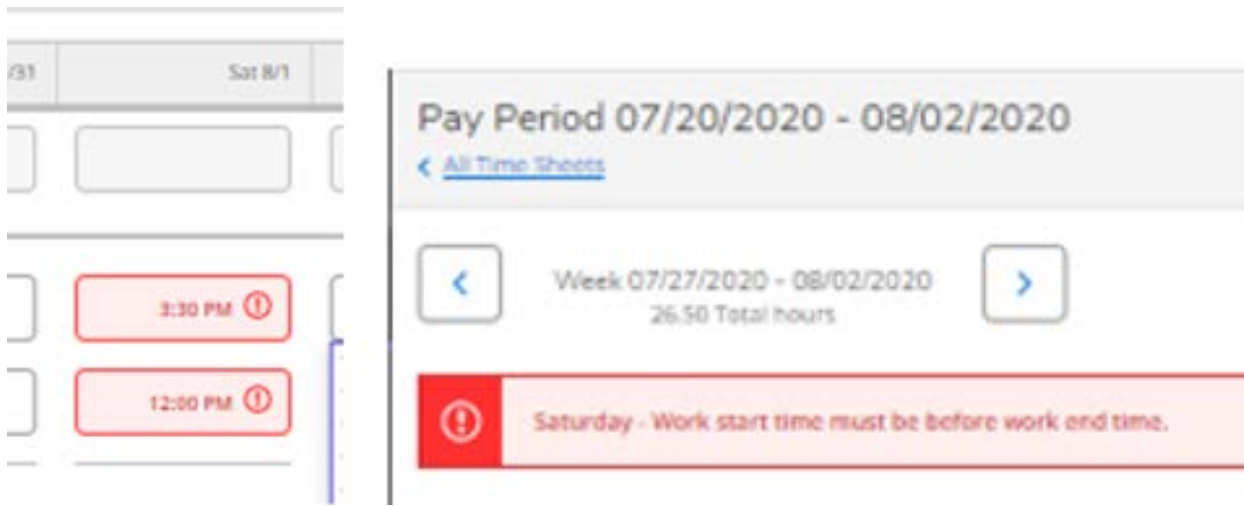 /31 Sat 8/1
3:30 PM
12:00 PM
Pay Period 07/20/2020 - 08/02/2020
All Time Sheets
Week 07/27/2020 - 08/02/2020
26.50 Total hours
Saturday - Work start time must be before work end time.